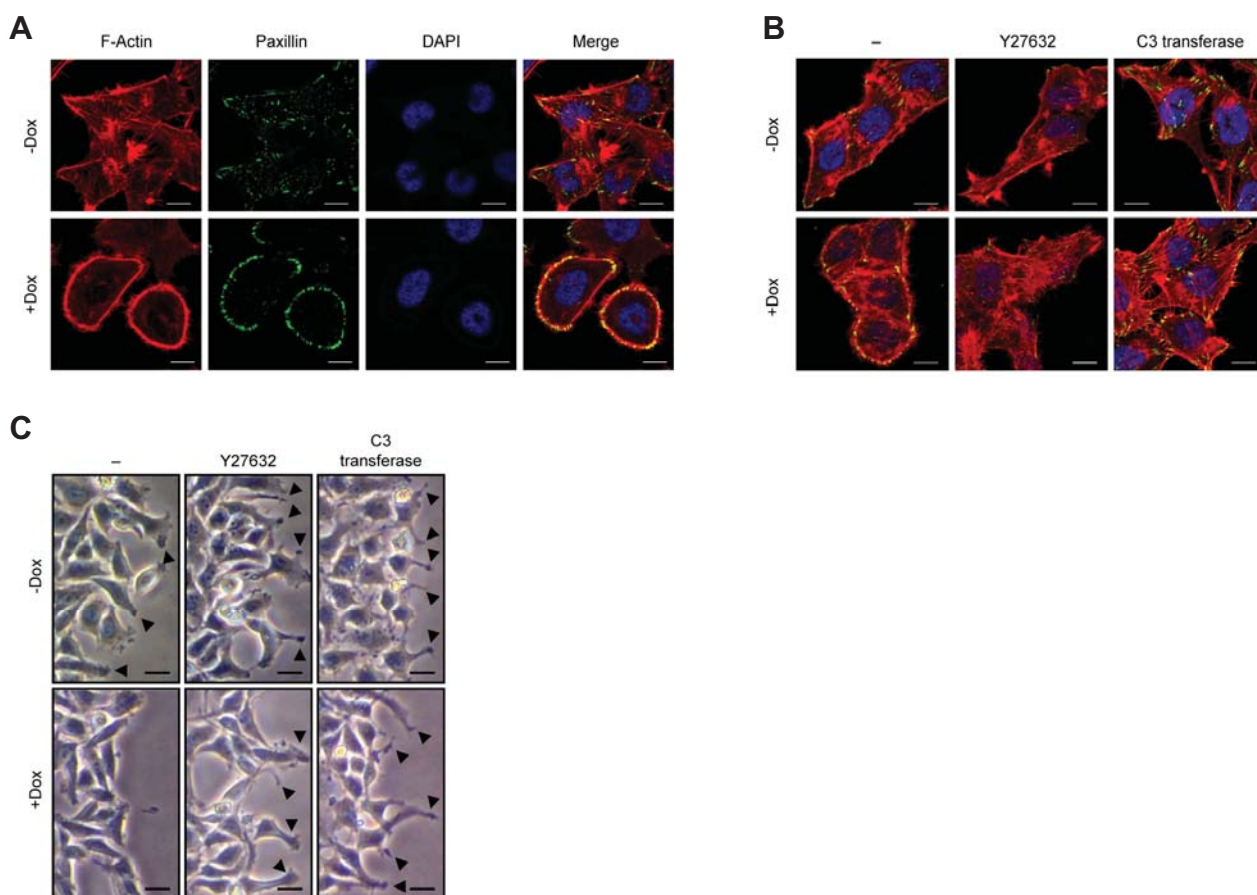 A
F-Actin Paxillin DAPI Merge
-Dox
+Dox
B
– Y27632 C3 transferase
-Dox
+Dox
C
– Y27632 C3 transferase
-Dox
+Dox